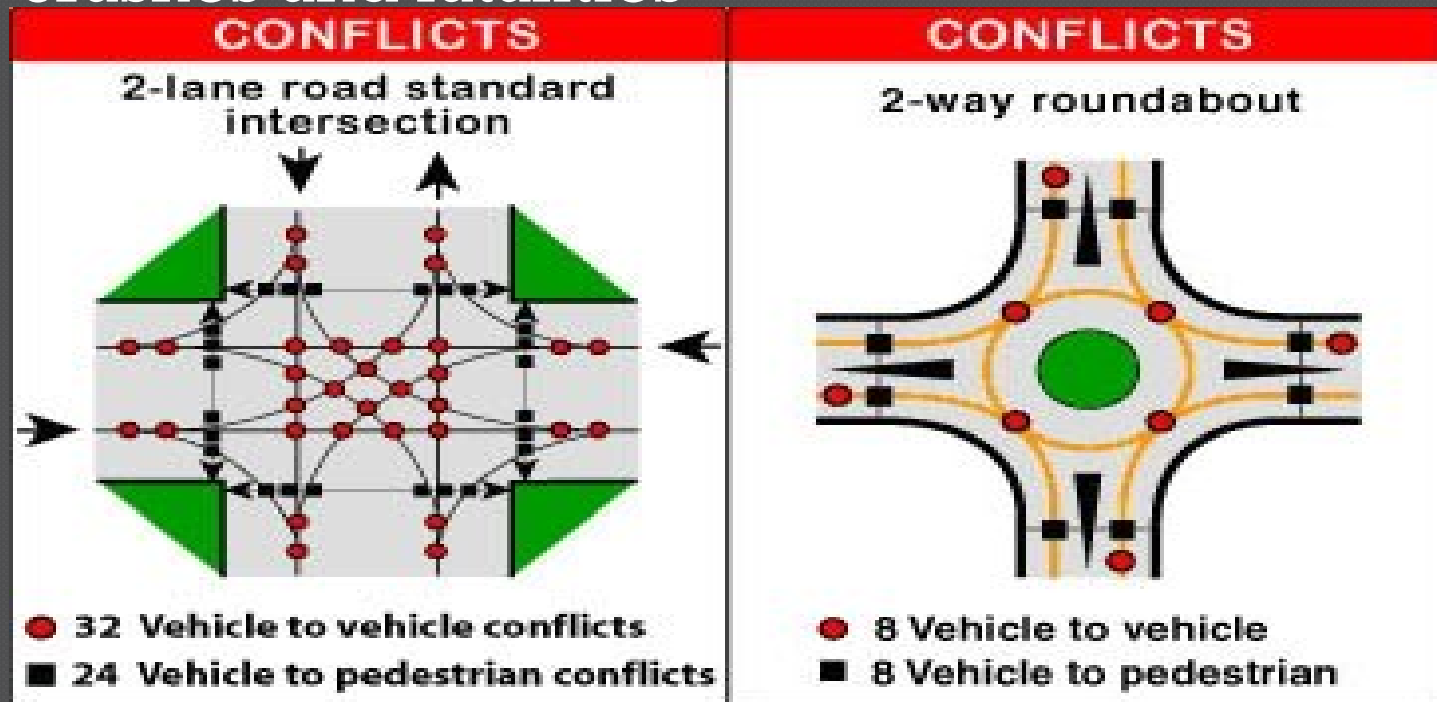 CONFLICTS
2-lane road standard
intersection
32 Vehicle to vehicle conflicts
24 Vehicle to pedestrian conflicts
CONFLICTS
2-way roundabout
8 Vehicle to vehicle
8 Vehicle to pedestrian